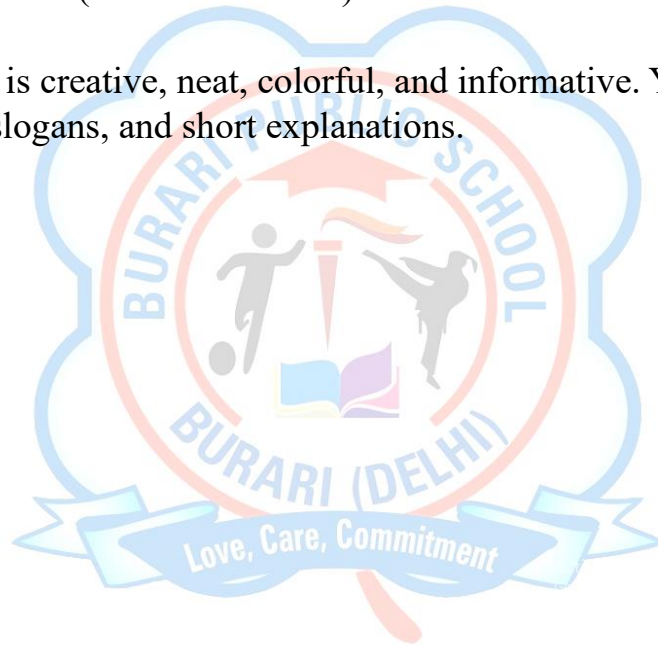 is creative, neat, colorful, and informative.
slogans, and short explanations.
BURARI PUBLIC SCHOOL
BURARI (DELHI)
Love, Care, Commitment